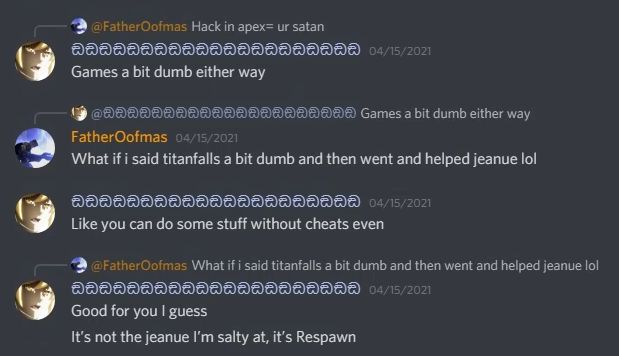 @FatherOofmas Hack in apex= ur satan
04/15/2021
Games a bit dumb either way
Games a bit dumb either way
FatherOofmas 04/15/2021
What if i said titanfalls a bit dumb and then went and helped jeanue lol
04/15/2021
Like you can do some stuff without cheats even
@FatherOofmas What if i said titanfalls a bit dumb and then went and helped jeanue lol
04/15/2021
Good for you I guess
It's not the jeanue I'm salty at, it's Respawn